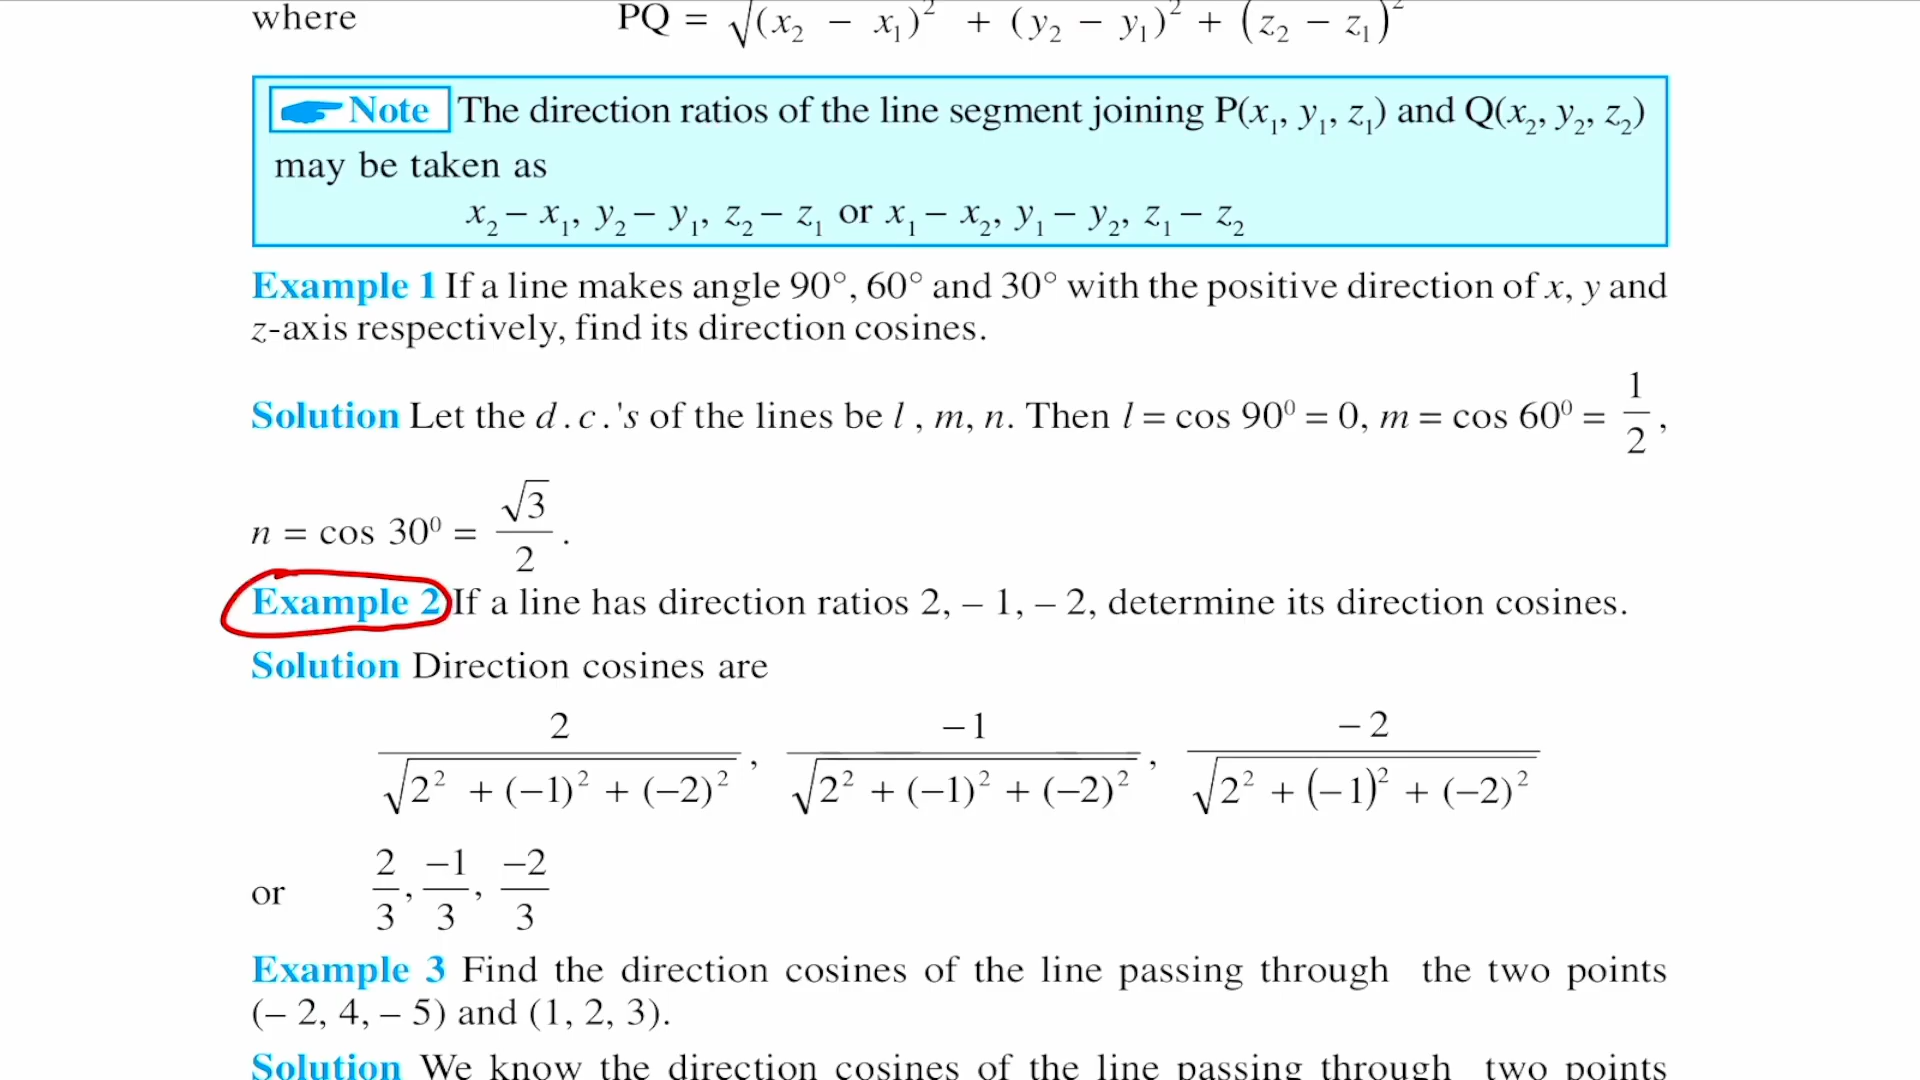 where PQ = √(x₂ − x₁)² + (y₂ − y₁)² + (z₂ − z₁)²
Note The direction ratios of the line segment joining P(x₁, y₁, z₁) and Q(x₂, y₂, z₂)
may be taken as
x₂ – x₁, y₂ – y₁, z₂ – z₁ or x₁ – x₂, y₁ – y₂, z₁ – z₂
Example 1 If a line makes angle 90°, 60° and 30° with the positive direction of x, y and
z-axis respectively, find its direction cosines.
Solution Let the d.c.'s of the lines be l , m, n. Then l = cos 90⁰ = 0, m = cos 60⁰ = 1/2,
n = cos 30⁰ = √3/2.
Example 2 If a line has direction ratios 2, – 1, – 2, determine its direction cosines.
Solution Direction cosines are
2/√(2² + (−1)² + (−2)²), −1/√(2² + (−1)² + (−2)²), −2/√(2² + (−1)² + (−2)²)
or 2/3, −1/3, −2/3
Example 3 Find the direction cosines of the line passing through the two points
(– 2, 4, – 5) and (1, 2, 3).
Solution We know the direction cosines of the line passing through two points